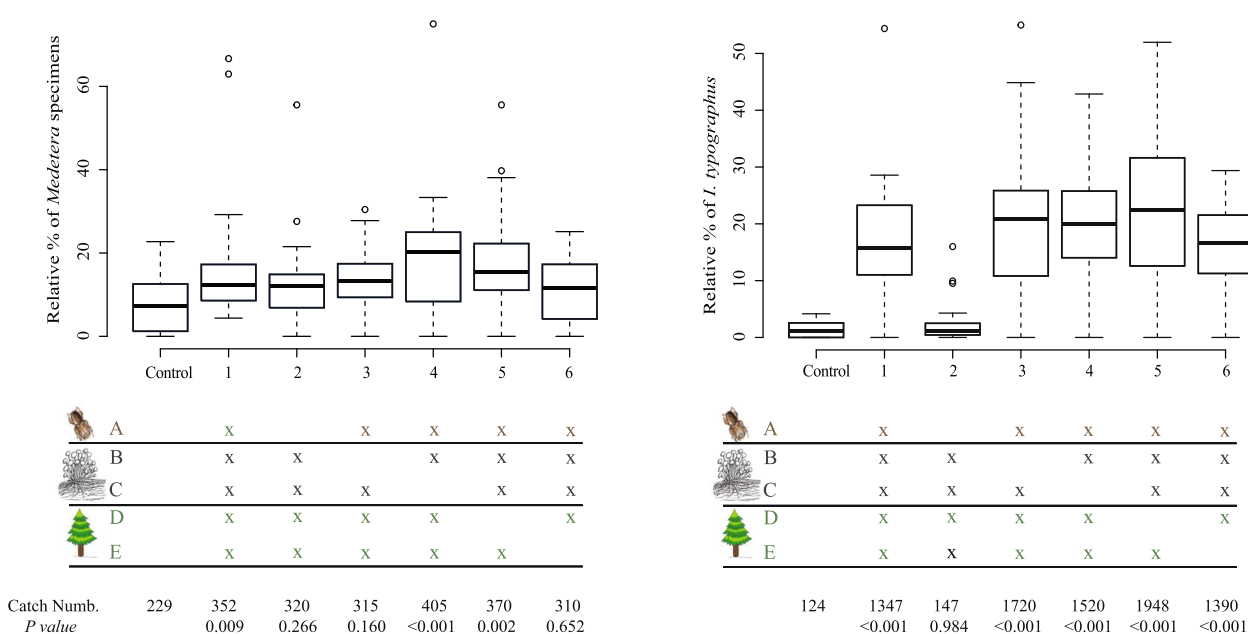 Relative % of Medetera specimens
60
40
20
0
Control 1 2 3 4 5 6
A x x x x x
B x x x x x
C x x x x x
D x x x x x
E x x x x x
Catch Numb. 229 352 320 315 405 370 310
P value 0.009 0.266 0.160 <0.001 0.002 0.652
Relative % of I. typographus
50
40
30
20
10
0
Control 1 2 3 4 5 6
A x x x x x
B x x x x x
C x x x x x
D x x x x x
E x x x x x
124 1347 147 1720 1520 1948 1390
<0.001 0.984 <0.001 <0.001 <0.001 <0.001